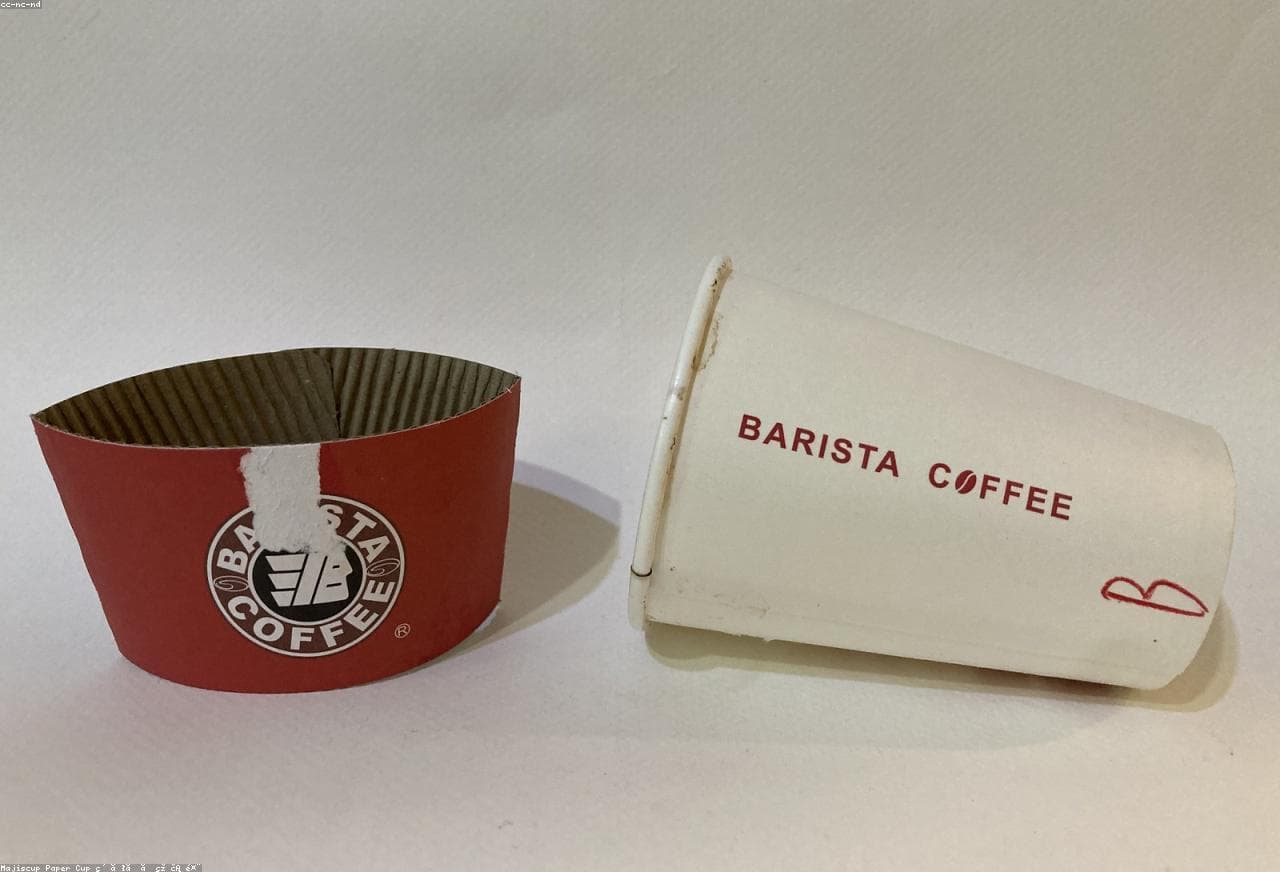 cc-nc-nd
BARISTA
COFFEE
®
BARISTA COFFEE
B
Majiscup Paper Cup